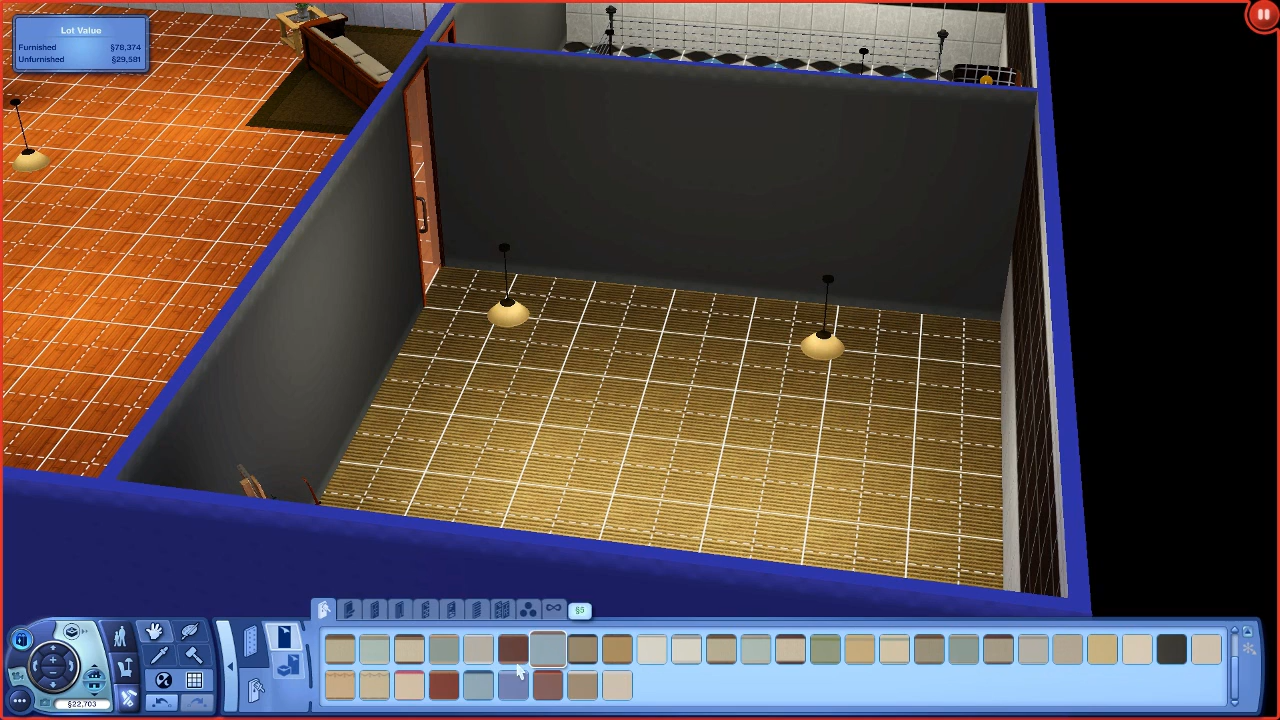 Lot Value
Furnished §78,374
Unfurnished §29,581
§5
§22,703